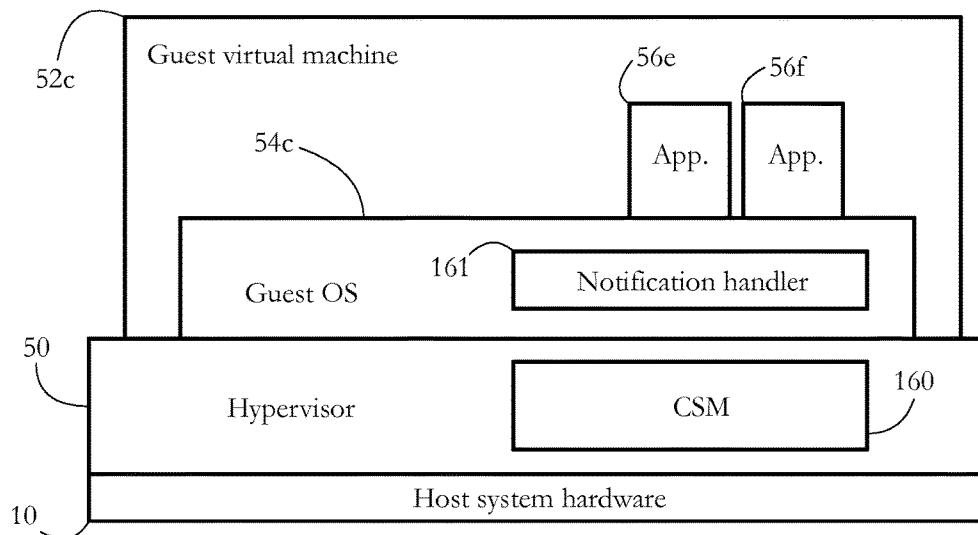 52c
Guest virtual machine
56e
56f
App.
App.
54c
161
Notification handler
Guest OS
50
Hypervisor
CSM
160
Host system hardware
10